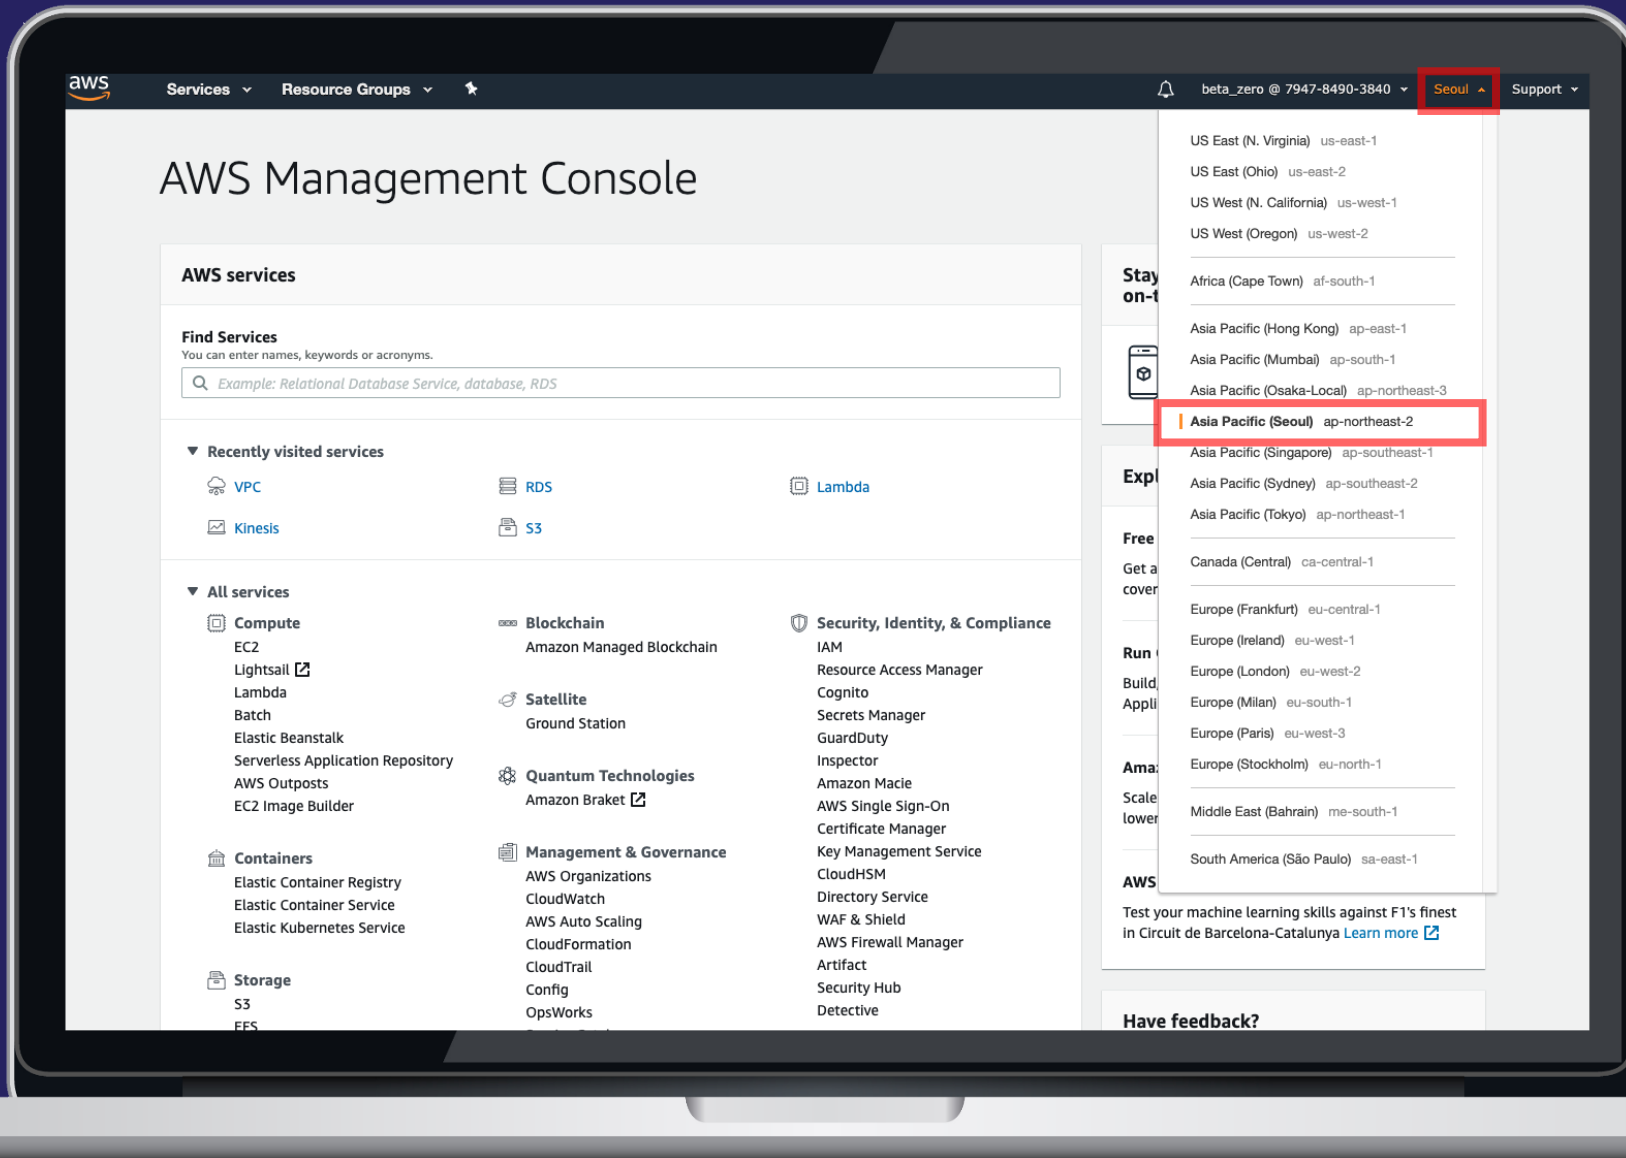 aws
Services
Resource Groups
beta_zero @ 7947-8490-3840
Seoul
Support
AWS Management Console
AWS services
Find Services
You can enter names, keywords or acronyms.
Example: Relational Database Service, database, RDS
Recently visited services
VPC
RDS
Lambda
Kinesis
S3
All services
Compute
EC2
Lightsail
Lambda
Batch
Elastic Beanstalk
Serverless Application Repository
AWS Outposts
EC2 Image Builder
Containers
Elastic Container Registry
Elastic Container Service
Elastic Kubernetes Service
Storage
S3
EFS
Blockchain
Amazon Managed Blockchain
Satellite
Ground Station
Quantum Technologies
Amazon Braket
Management & Governance
AWS Organizations
CloudWatch
AWS Auto Scaling
CloudFormation
CloudTrail
Config
OpsWorks
Security, Identity, & Compliance
IAM
Resource Access Manager
Cognito
Secrets Manager
GuardDuty
Inspector
Amazon Macie
AWS Single Sign-On
Certificate Manager
Key Management Service
CloudHSM
Directory Service
WAF & Shield
AWS Firewall Manager
Artifact
Security Hub
Detective
Stay
on-t
Expl
Free
Get a
cover
Run
Build,
Appli
Amaz
Scale
lower
AWS
Test your machine learning skills against F1's finest
in Circuit de Barcelona-Catalunya Learn more
Have feedback?
US East (N. Virginia) us-east-1
US East (Ohio) us-east-2
US West (N. California) us-west-1
US West (Oregon) us-west-2
Africa (Cape Town) af-south-1
Asia Pacific (Hong Kong) ap-east-1
Asia Pacific (Mumbai) ap-south-1
Asia Pacific (Osaka-Local) ap-northeast-3
Asia Pacific (Seoul) ap-northeast-2
Asia Pacific (Singapore) ap-southeast-1
Asia Pacific (Sydney) ap-southeast-2
Asia Pacific (Tokyo) ap-northeast-1
Canada (Central) ca-central-1
Europe (Frankfurt) eu-central-1
Europe (Ireland) eu-west-1
Europe (London) eu-west-2
Europe (Milan) eu-south-1
Europe (Paris) eu-west-3
Europe (Stockholm) eu-north-1
Middle East (Bahrain) me-south-1
South America (São Paulo) sa-east-1